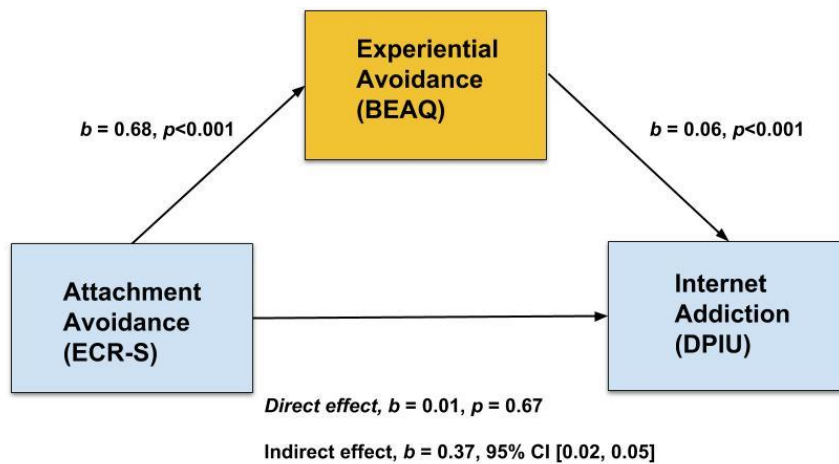 Experiential
Avoidance
(BEAQ)
b = 0.68, p<0.001
b = 0.06, p<0.001
Attachment
Avoidance
(ECR-S)
Internet
Addiction
(DPIU)
Direct effect, b = 0.01, p = 0.67
Indirect effect, b = 0.37, 95% CI [0.02, 0.05]